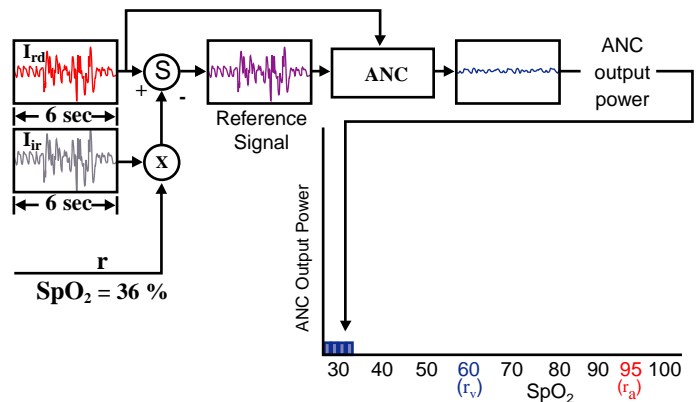 I_rd
6 sec
I_ir
6 sec
r
SpO₂ = 36 %
S
+
-
X
Reference
Signal
ANC
ANC
output
power
ANC Output Power
30 40 50 60 70 80 90 95 100
(r_v) SpO₂ (r_a)